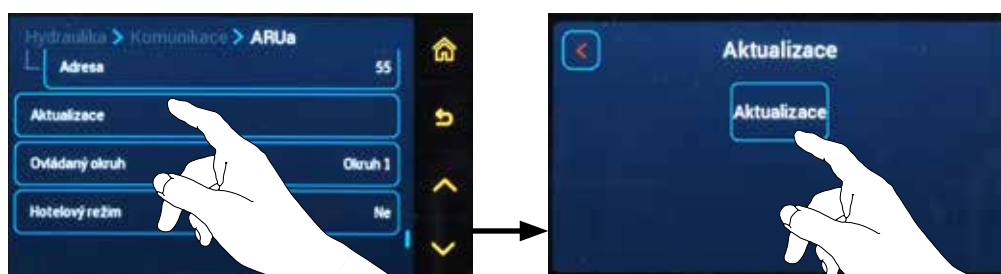 Hydraulika > Komunikace > ARUa
Adresa 55
Aktualizace
Ovládaný okruh Okruh 1
Hotelový režim Ne
Aktualizace
Aktualizace